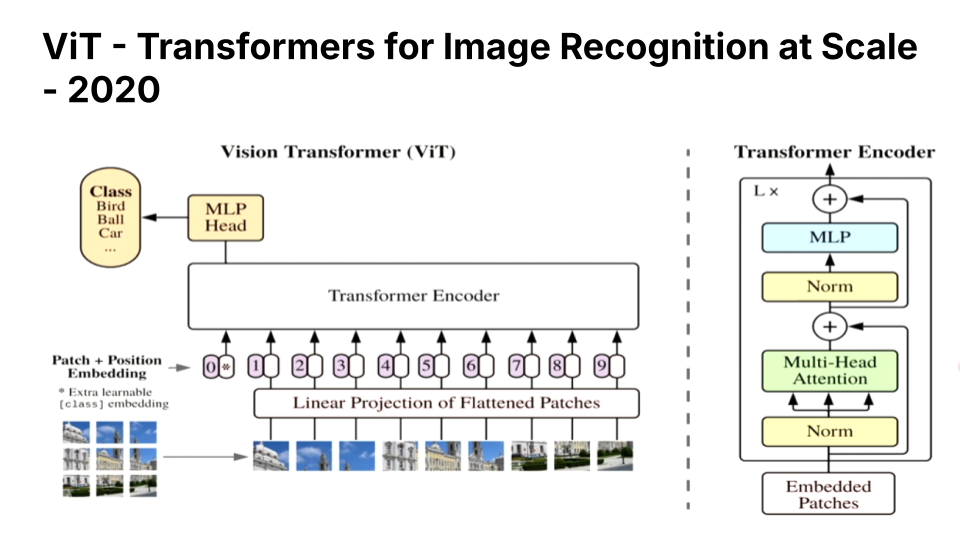 ViT - Transformers for Image Recognition at Scale
- 2020
Vision Transformer (ViT)
Class
Bird
Ball
Car
...
MLP
Head
Transformer Encoder
Patch + Position
Embedding
* Extra learnable
[class] embedding
0 * 1 2 3 4 5 6 7 8 9
Linear Projection of Flattened Patches
Transformer Encoder
L ×
+
MLP
Norm
+
Multi-Head
Attention
Norm
Embedded
Patches